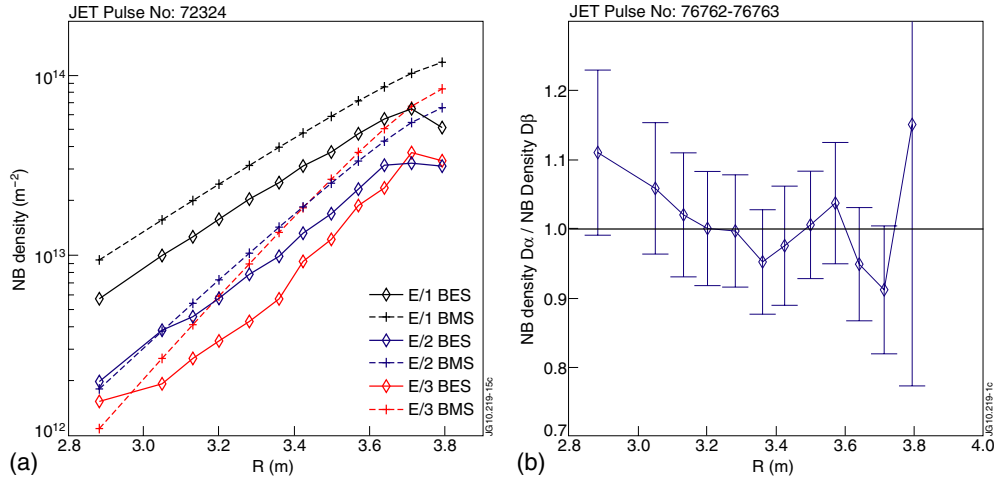 JET Pulse No: 72324
10¹⁴
10¹³
10¹²
NB density (m⁻²)
E/1 BES
E/1 BMS
E/2 BES
E/2 BMS
E/3 BES
E/3 BMS
2.8 3.0 3.2 3.4 3.6 3.8
R (m)
(a)
JG10.219-15c
JET Pulse No: 76762-76763
1.2
1.1
1.0
0.9
0.8
0.7
NB density Dα / NB Density Dβ
2.8 3.0 3.2 3.4 3.6 3.8 4.0
R (m)
(b)
JG10.219-1c